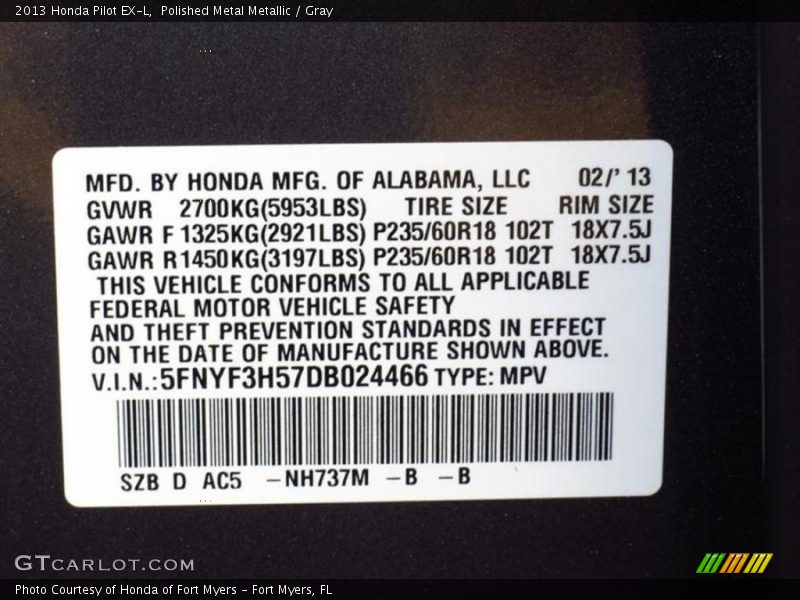 2013 Honda Pilot EX-L, Polished Metal Metallic / Gray
MFD. BY HONDA MFG. OF ALABAMA, LLC 02/' 13
GVWR 2700KG(5953LBS) TIRE SIZE RIM SIZE
GAWR F 1325KG(2921LBS) P235/60R18 102T 18X7.5J
GAWR R 1450KG(3197LBS) P235/60R18 102T 18X7.5J
THIS VEHICLE CONFORMS TO ALL APPLICABLE
FEDERAL MOTOR VEHICLE SAFETY
AND THEFT PREVENTION STANDARDS IN EFFECT
ON THE DATE OF MANUFACTURE SHOWN ABOVE.
V.I.N.:5FNYF3H57DB024466 TYPE: MPV
SZB D AC5 -NH737M -B -B
GTCARLOT.COM
Photo Courtesy of Honda of Fort Myers - Fort Myers, FL